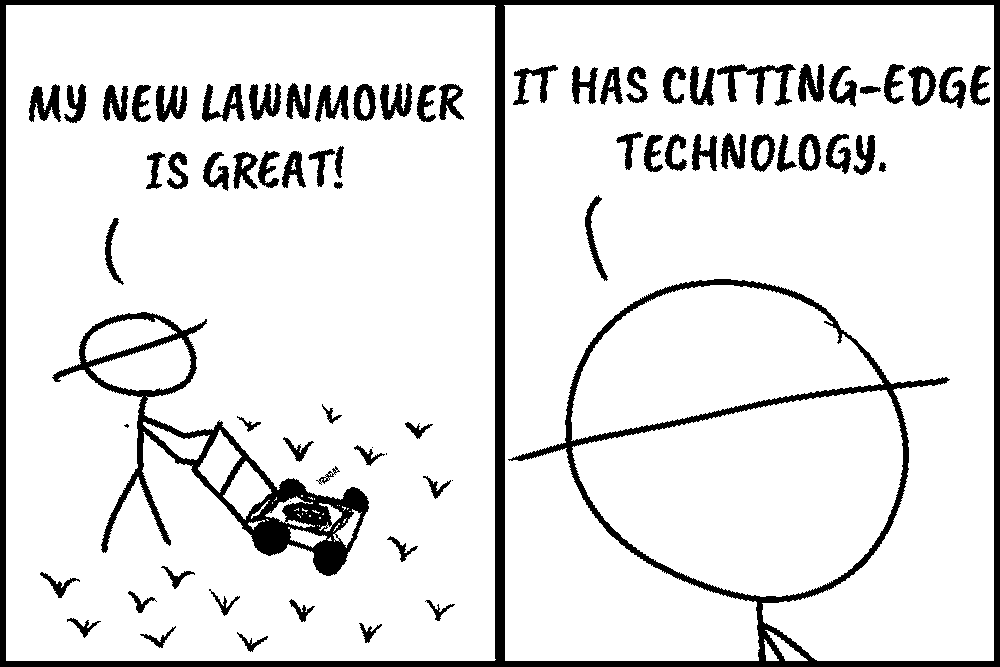 MY NEW LAWNMOWER
IS GREAT!
IT HAS CUTTING-EDGE
TECHNOLOGY.